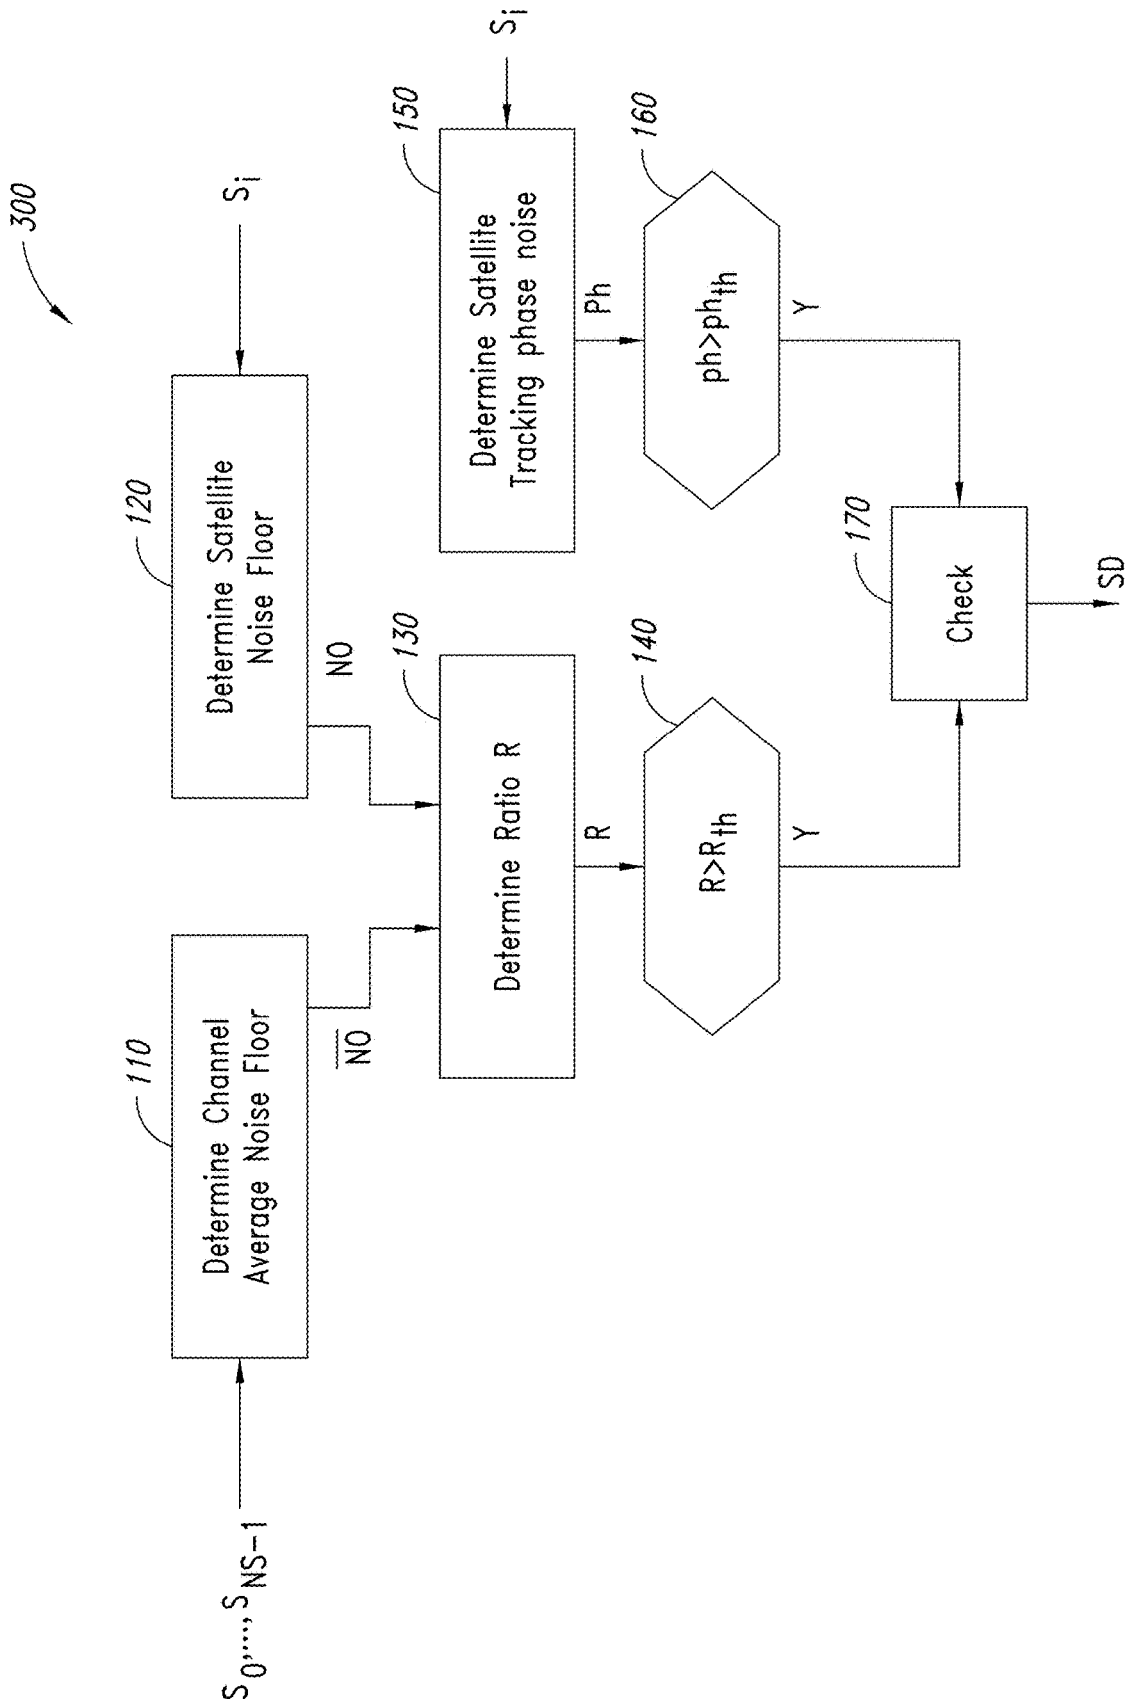 300
S0,...,SNS-1
110
Determine Channel
Average Noise Floor
120
Determine Satellite
Noise Floor
Si
N̅O̅
NO
130
Determine Ratio R
150
Determine Satellite
Tracking phase noise
Si
R
Ph
140
R>Rth
160
ph>phth
Y
Y
170
Check
SD